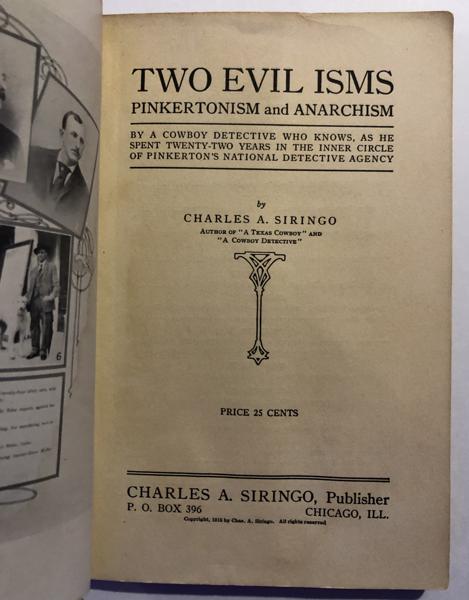 TWO EVIL ISMS
PINKERTONISM and ANARCHISM
BY A COWBOY DETECTIVE WHO KNOWS, AS HE
SPENT TWENTY-TWO YEARS IN THE INNER CIRCLE
OF PINKERTON'S NATIONAL DETECTIVE AGENCY
by
CHARLES A. SIRINGO
AUTHOR OF "A TEXAS COWBOY" AND
"A COWBOY DETECTIVE"
PRICE 25 CENTS
CHARLES A. SIRINGO, Publisher
P. O. BOX 396 CHICAGO, ILL.
Copyright, 1915 by Chas. A. Siringo. All rights reserved
6